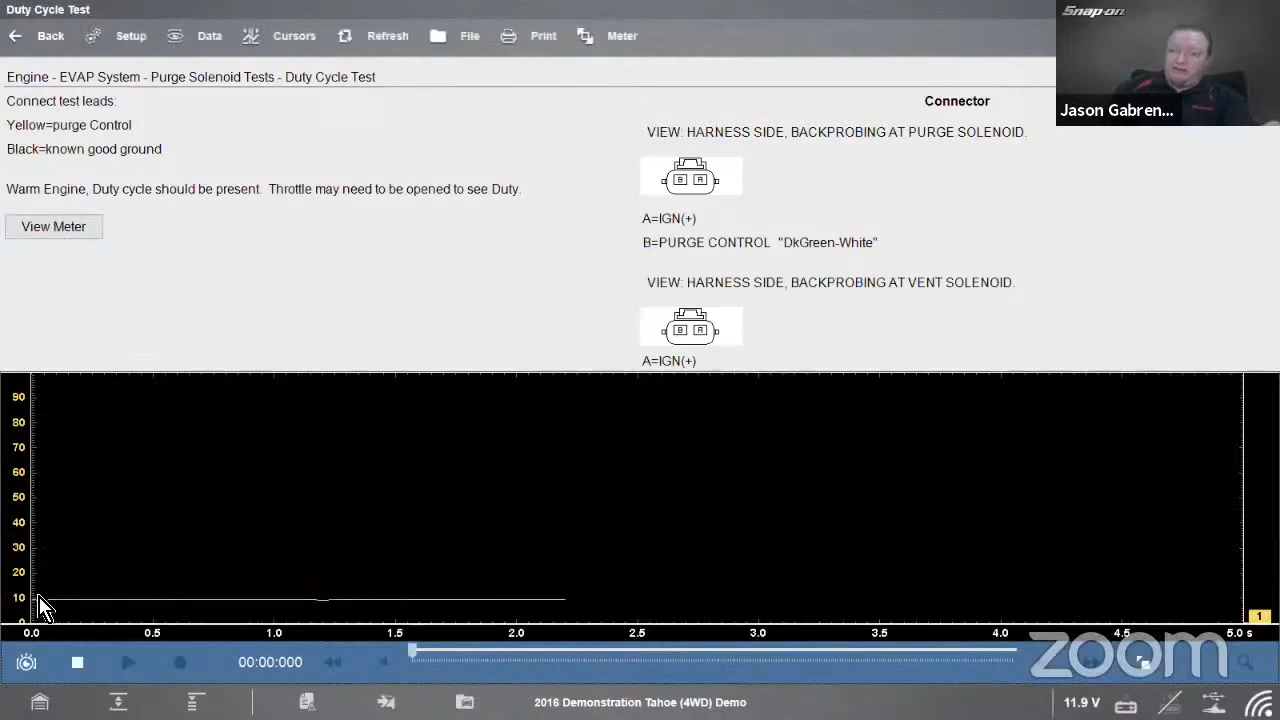 Duty Cycle Test
Back Setup Data Cursors Refresh File Print Meter
Snap-on
Jason Gabren...
Engine - EVAP System - Purge Solenoid Tests - Duty Cycle Test
Connect test leads:
Yellow=purge Control
Black=known good ground
Warm Engine, Duty cycle should be present. Throttle may need to be opened to see Duty.
View Meter
Connector
VIEW: HARNESS SIDE, BACKPROBING AT PURGE SOLENOID.
B A
A=IGN(+)
B=PURGE CONTROL "DkGreen-White"
VIEW: HARNESS SIDE, BACKPROBING AT VENT SOLENOID.
B A
A=IGN(+)
90
80
70
60
50
40
30
20
10
0
1
0.0 0.5 1.0 1.5 2.0 2.5 3.0 3.5 4.0 4.5 5.0 s
00:00:000
zoom
2016 Demonstration Tahoe (4WD) Demo
11.9 V